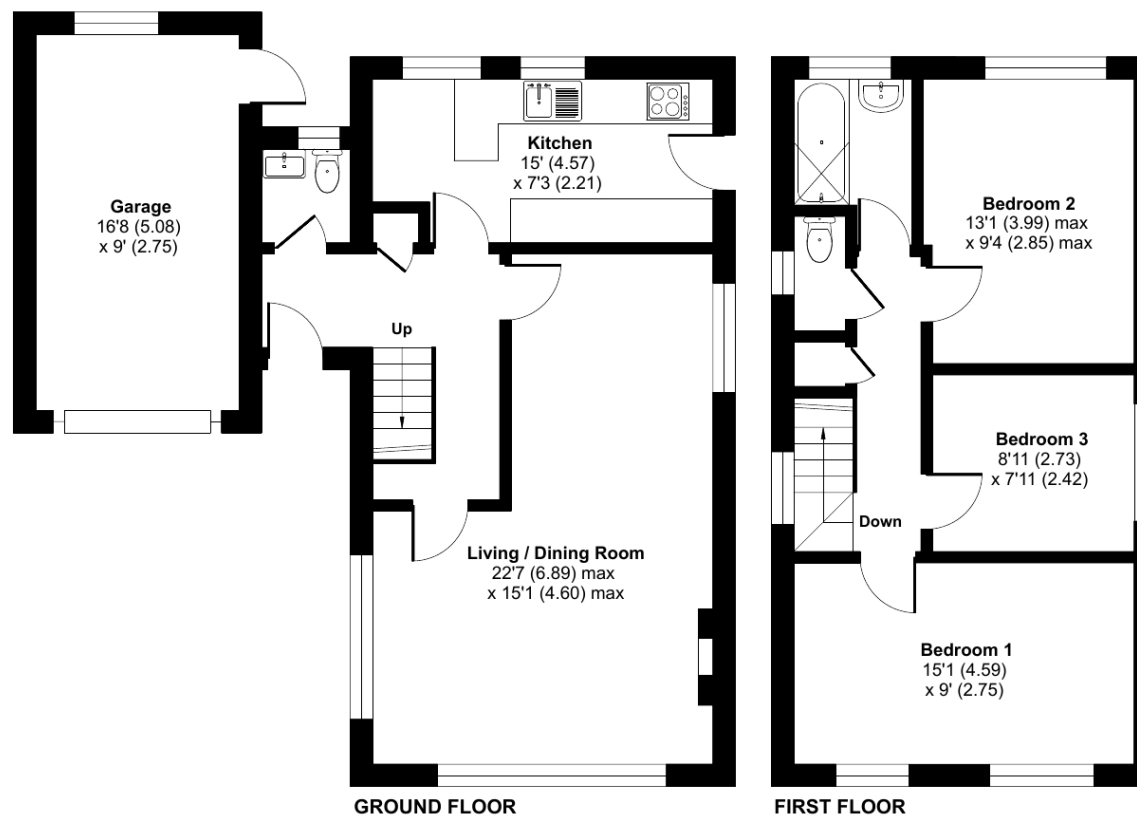 Garage
16'8 (5.08)
x 9' (2.75)
Kitchen
15' (4.57)
x 7'3 (2.21)
Up
Living / Dining Room
22'7 (6.89) max
x 15'1 (4.60) max
GROUND FLOOR
Bedroom 2
13'1 (3.99) max
x 9'4 (2.85) max
Bedroom 3
8'11 (2.73)
x 7'11 (2.42)
Down
Bedroom 1
15'1 (4.59)
x 9' (2.75)
FIRST FLOOR